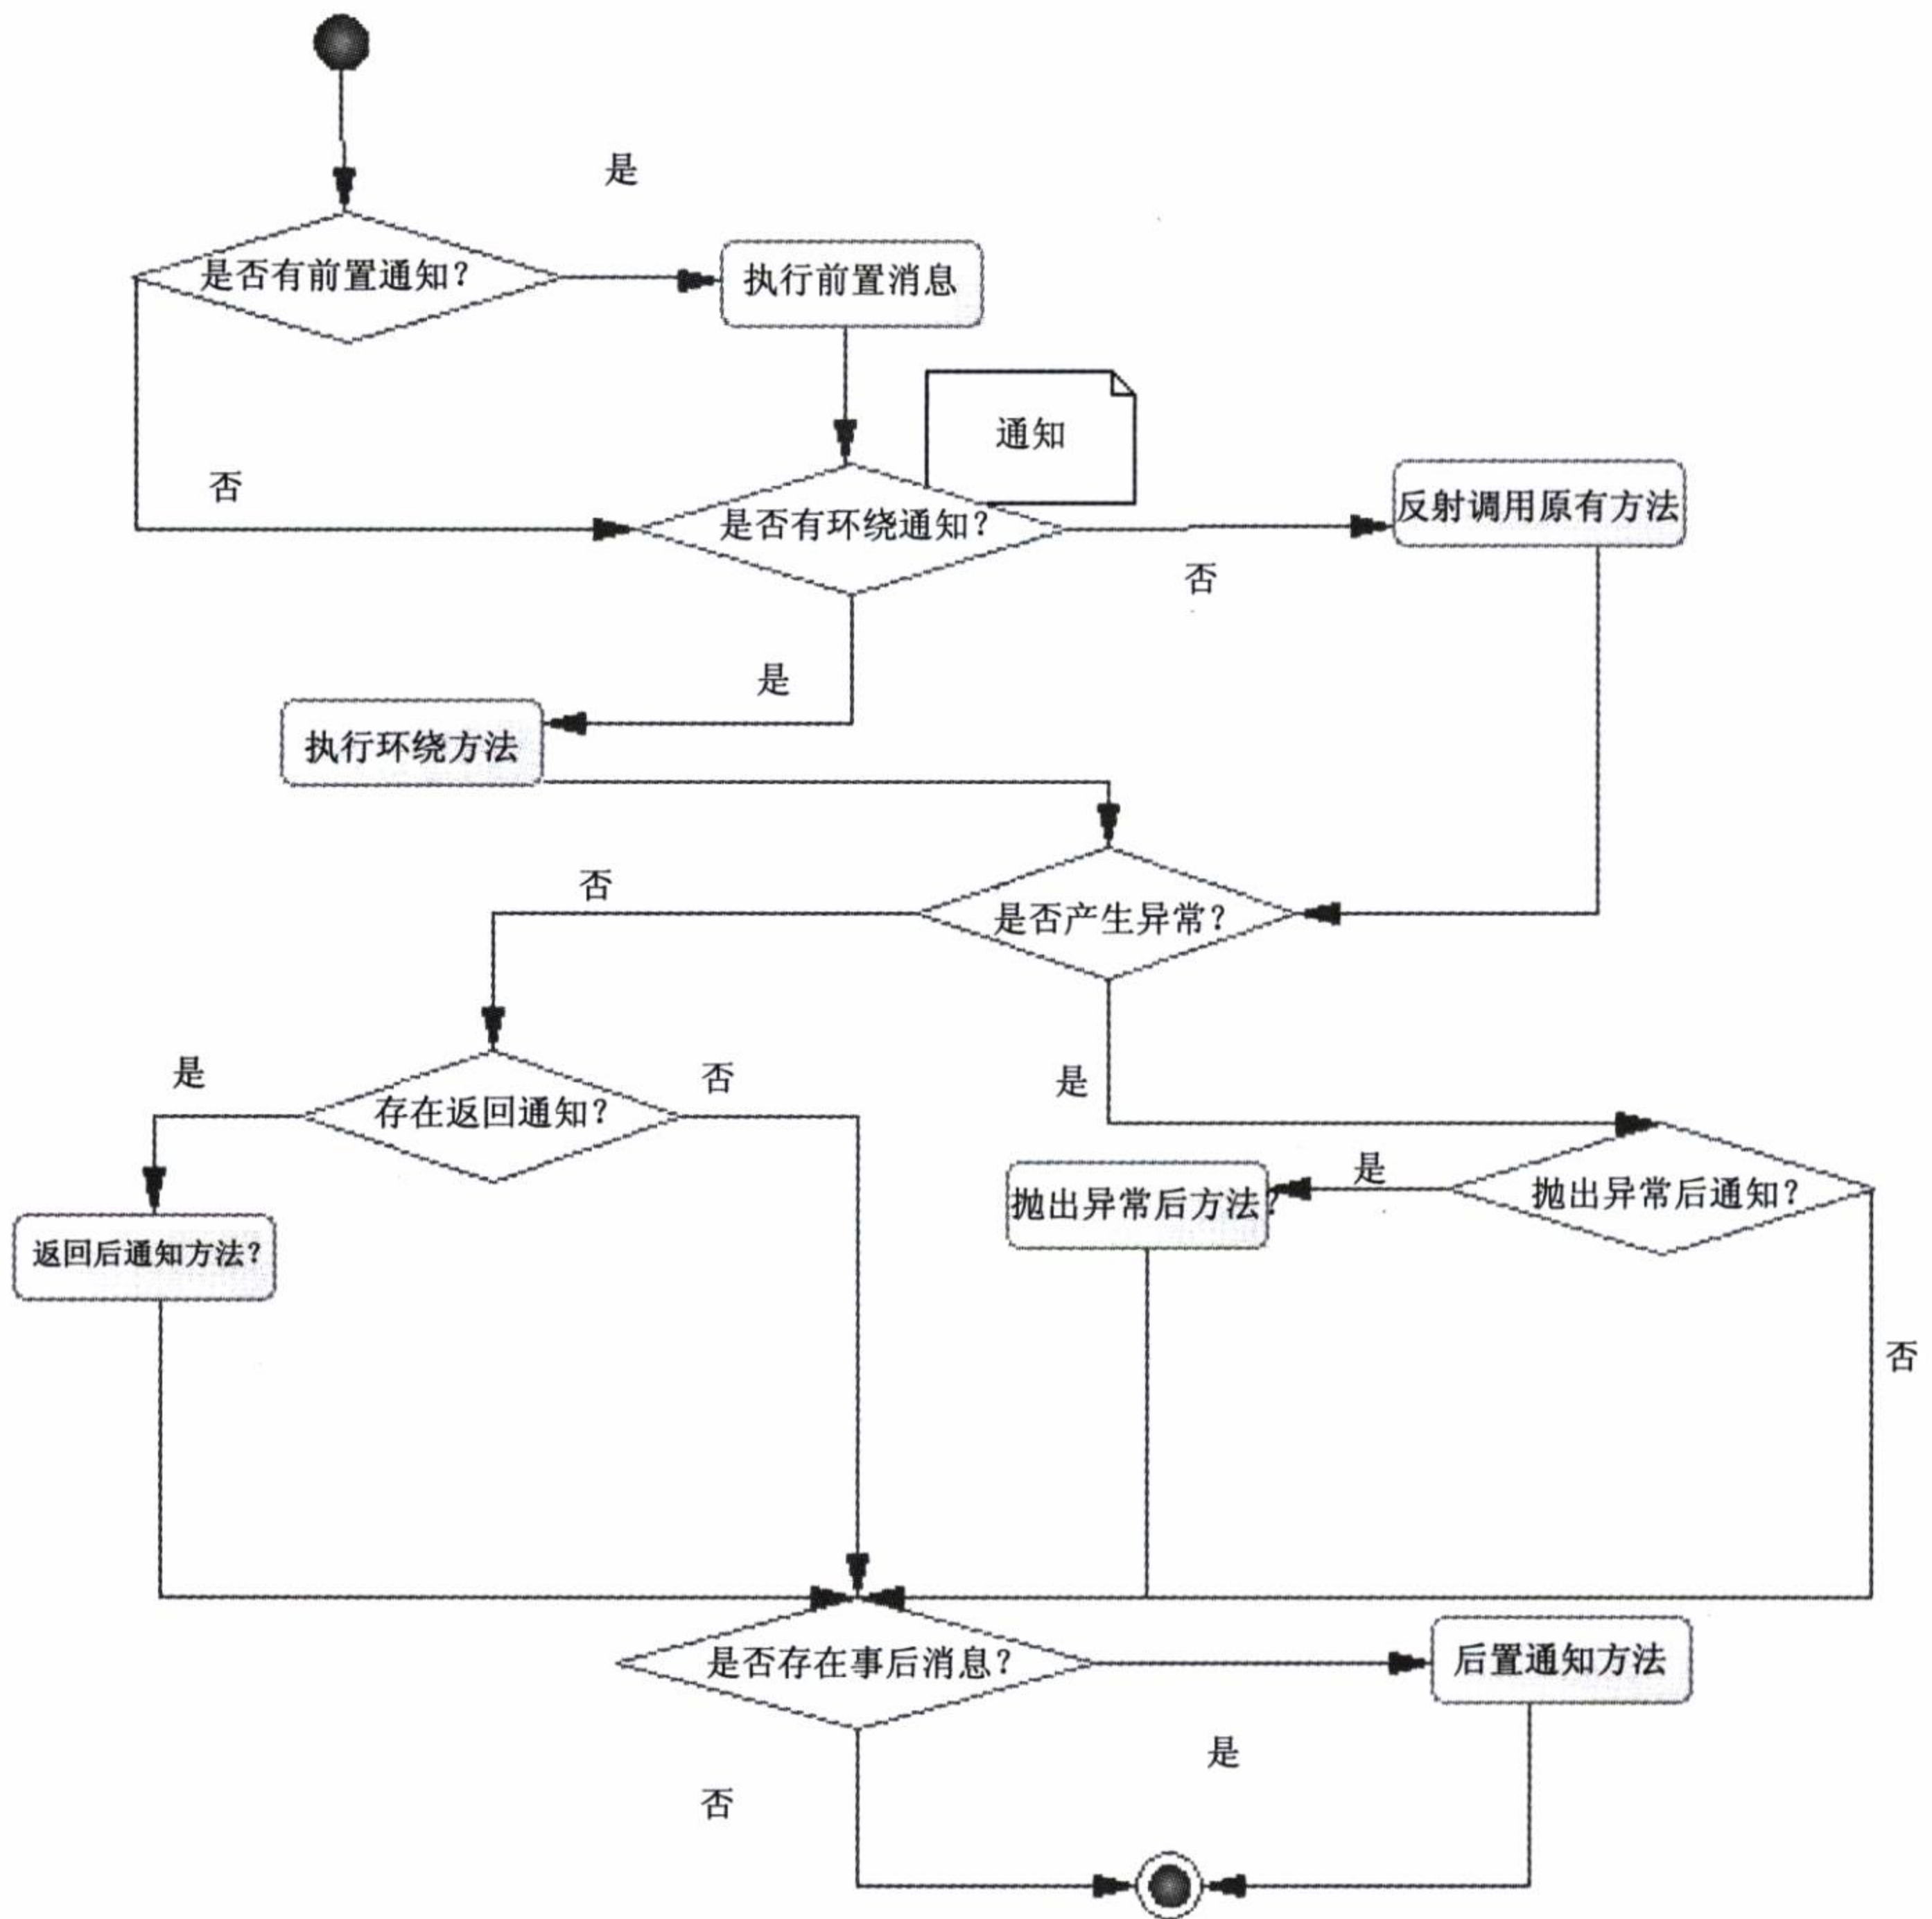 是
是否有前置通知？
执行前置消息
通知
否
反射调用原有方法
是否有环绕通知？
否
是
执行环绕方法
否
是否产生异常？
是
否
存在返回通知？
是
是
抛出异常后方法？
抛出异常后通知？
返回后通知方法？
否
是否存在事后消息？
后置通知方法
是
否